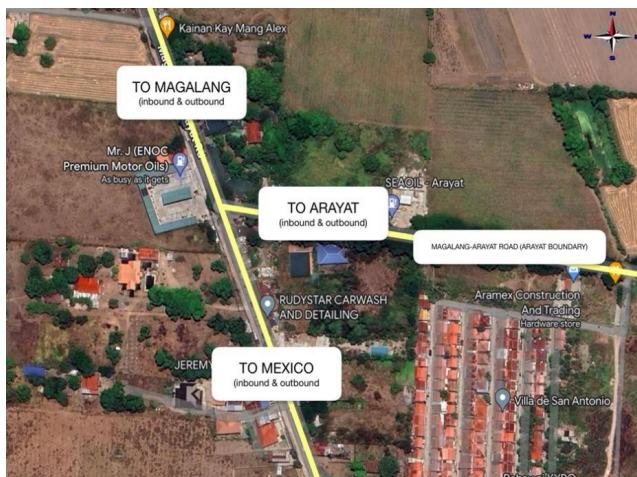 Kainan Kay Mang Alex
N
W
E
S
TO MAGALANG
(inbound & outbound
Mr. J (ENOC
Premium Motor Oils)
As busy as it gets
SEAOIL - Arayat
TO ARAYAT
(inbound & outbound)
MAGALANG-ARAYAT ROAD (ARAYAT BOUNDARY)
Aramex Construction
And Trading
Hardware store
RUDYSTAR CARWASH
AND DETAILING
JEREMY
TO MEXICO
(inbound & outbound
Villa de San Antonio